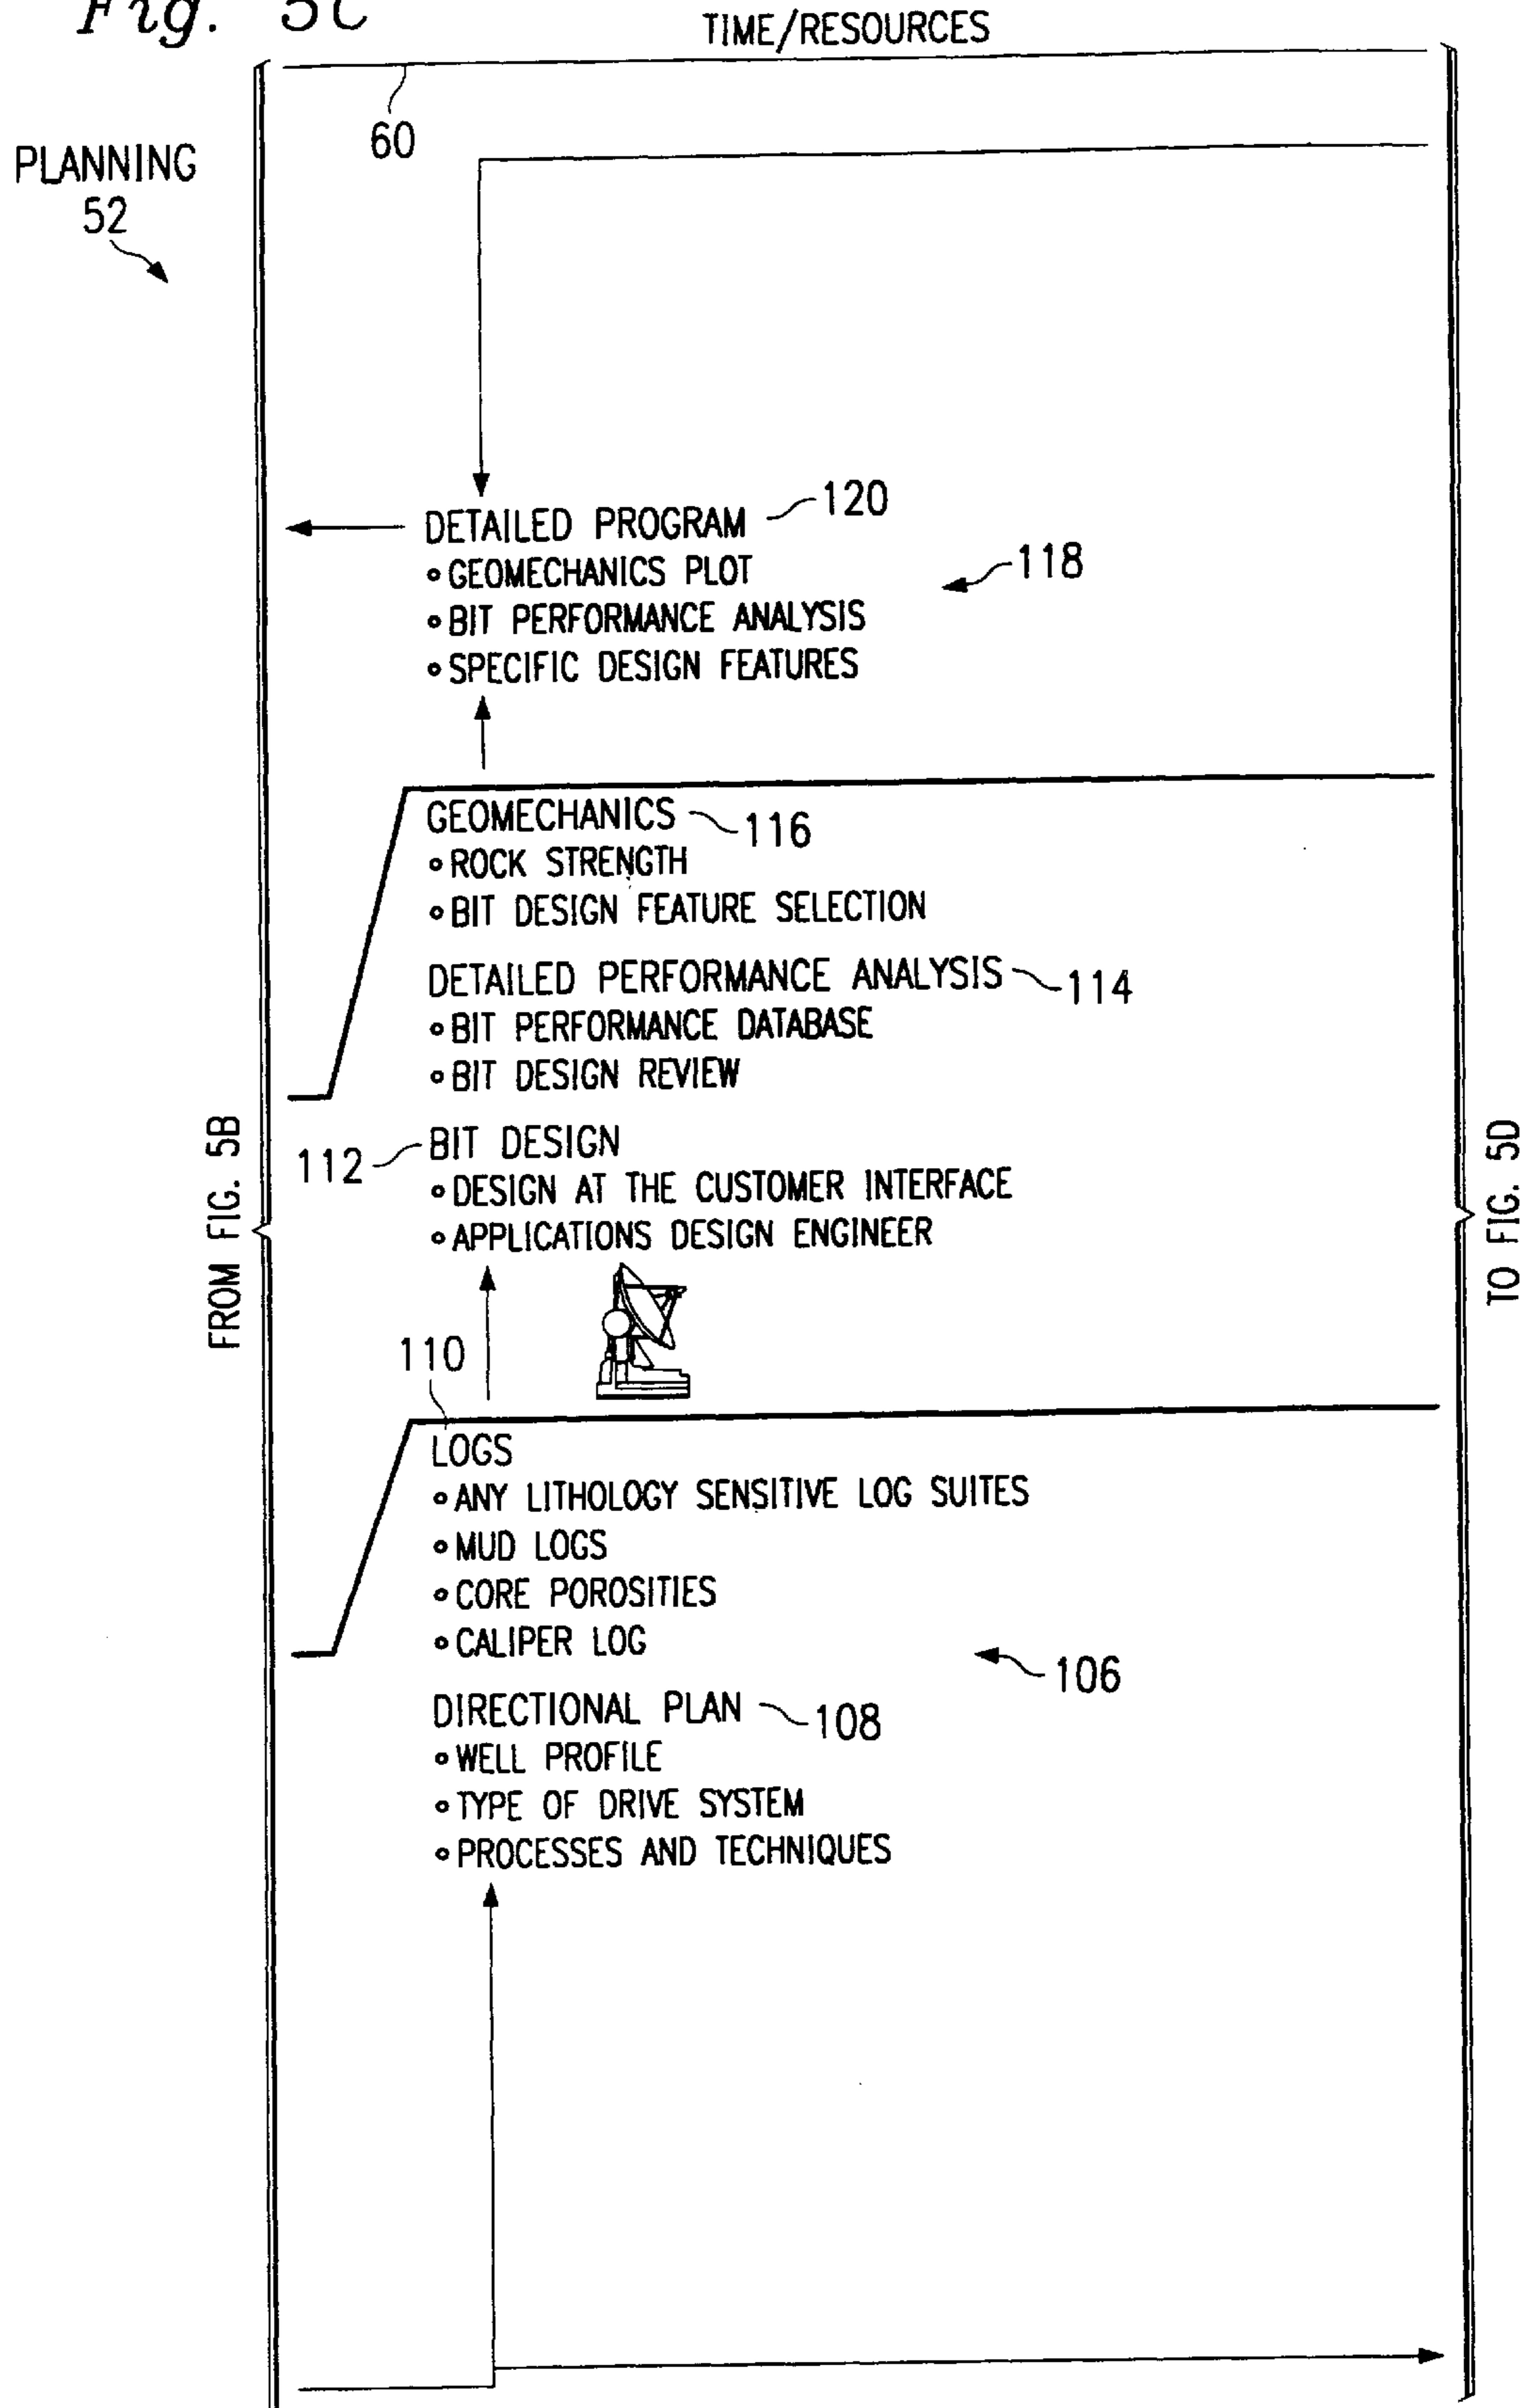 Fig. 5C
TIME/RESOURCES
60
PLANNING
52
DETAILED PROGRAM 120
∘ GEOMECHANICS PLOT
118
∘ BIT PERFORMANCE ANALYSIS
∘ SPECIFIC DESIGN FEATURES
GEOMECHANICS 116
∘ ROCK STRENGTH
∘ BIT DESIGN FEATURE SELECTION
DETAILED PERFORMANCE ANALYSIS 114
∘ BIT PERFORMANCE DATABASE
∘ BIT DESIGN REVIEW
112 BIT DESIGN
∘ DESIGN AT THE CUSTOMER INTERFACE
∘ APPLICATIONS DESIGN ENGINEER
FROM FIG. 5B
TO FIG. 5D
110
LOGS
∘ ANY LITHOLOGY SENSITIVE LOG SUITES
∘ MUD LOGS
∘ CORE POROSITIES
∘ CALIPER LOG
106
DIRECTIONAL PLAN 108
∘ WELL PROFILE
∘ TYPE OF DRIVE SYSTEM
∘ PROCESSES AND TECHNIQUES